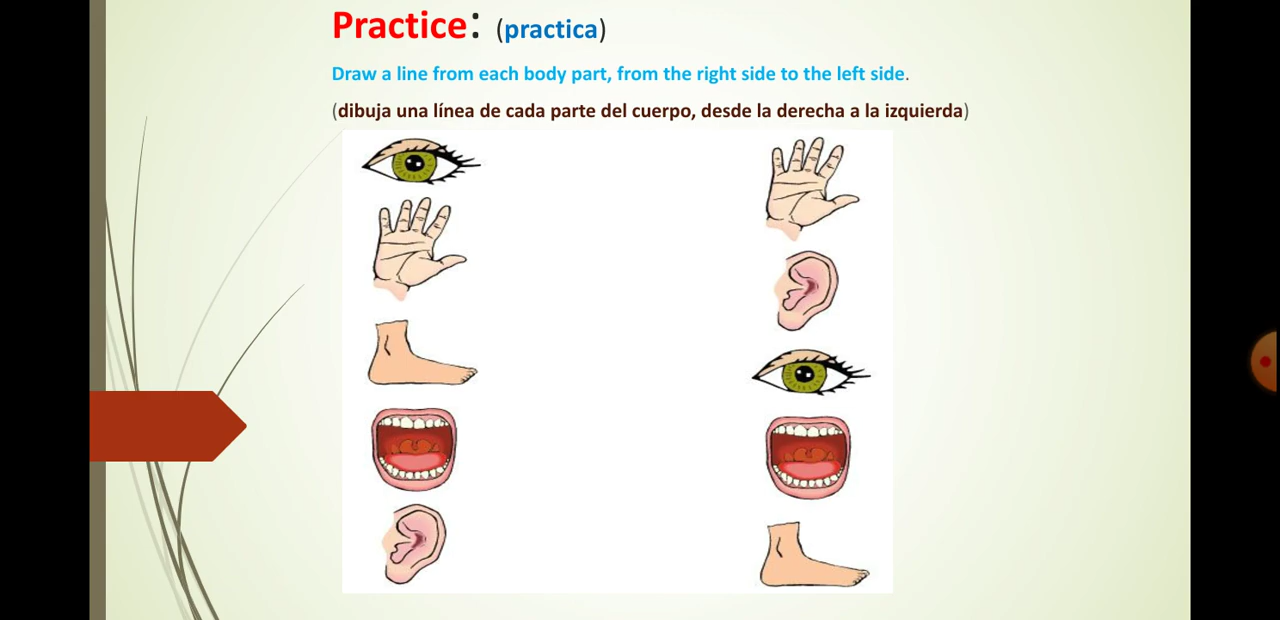 Practice: (practica)
Draw a line from each body part, from the right side to the left side.
(dibuja una línea de cada parte del cuerpo, desde la derecha a la izquierda)